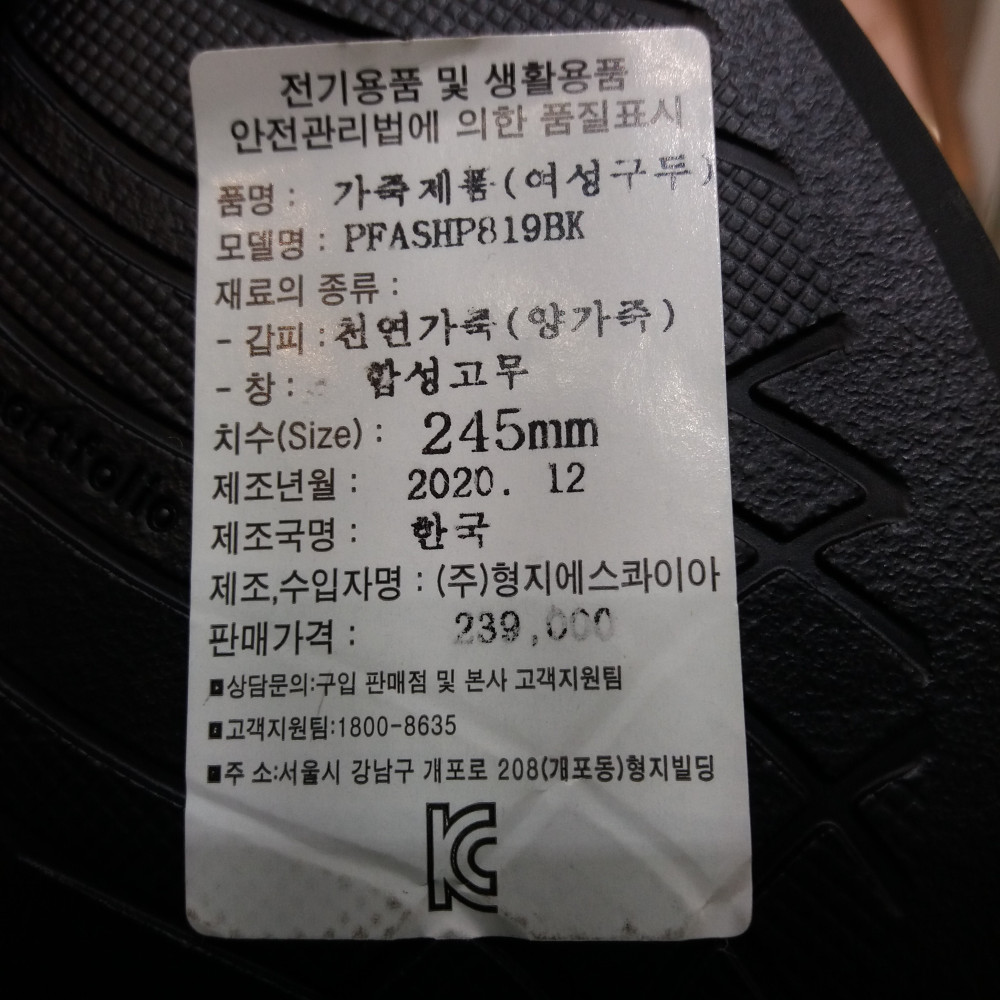 전기용품 및 생활용품
안전관리법에 의한 품질표시
품명 : 가죽제품(여성구두)
모델명 : PFASHP819BK
재료의 종류 :
- 갑피 : 천연가죽(양가죽)
- 창 : 합성고무
치수(Size) : 245mm
제조년월 : 2020. 12
제조국명 : 한국
제조,수입자명 : (주)형지에스콰이아
판매가격 : 239,000
■상담문의:구입 판매점 및 본사 고객지원팀
■고객지원팀:1800-8635
■주 소:서울시 강남구 개포로 208(개포동)형지빌딩
KC